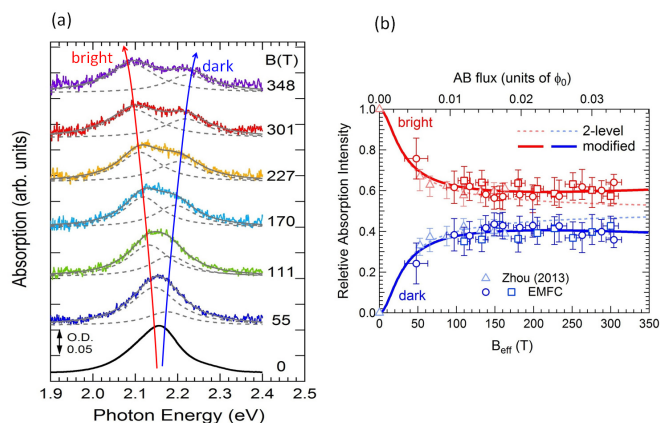 (a)
bright
dark
B(T)
348
301
227
170
111
55
0
O.D.
0.05
Absorption (arb. units)
1.9 2.0 2.1 2.2 2.3 2.4 2.5
Photon Energy (eV)
(b)
AB flux (units of ϕ₀)
0.00 0.01 0.02 0.03
1.0
0.8
0.6
0.4
0.2
0.0
Reletive Absorption Intensity
bright
2-level
modified
Zhou (2013)
EMFC
dark
0 50 100 150 200 250 300 350
B_eff (T)